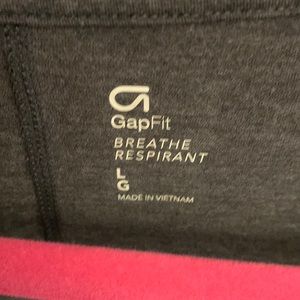 GapFit
BREATHE
RESPIRANT
L
G
MADE IN VIETNAM